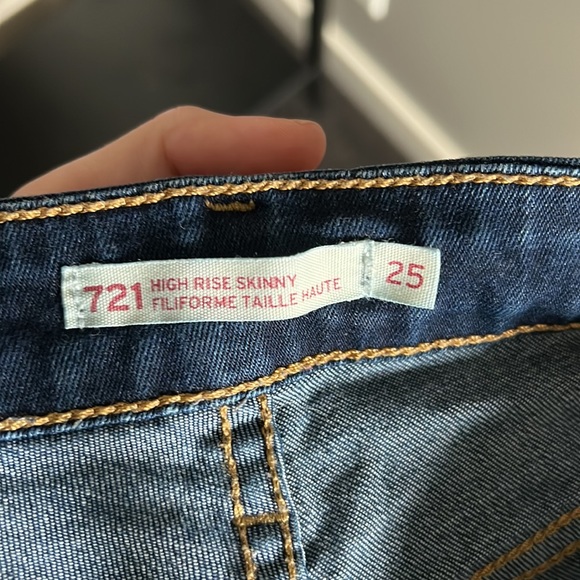 721 HIGH RISE SKINNY 25
FILIFORME TAILLE HAUTE